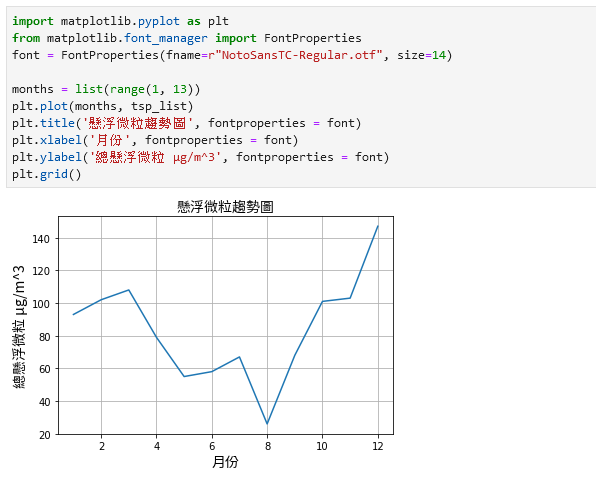 import matplotlib.pyplot as plt
from matplotlib.font_manager import FontProperties
font = FontProperties(fname=r"NotoSansTC-Regular.otf", size=14)
months = list(range(1, 13))
plt.plot(months, tsp_list)
plt.title('懸浮微粒趨勢圖', fontproperties = font)
plt.xlabel('月份', fontproperties = font)
plt.ylabel('總懸浮微粒 μg/m^3', fontproperties = font)
plt.grid()
懸浮微粒趨勢圖
總懸浮微粒 μg/m^3
140
120
100
80
60
40
20
2 4 6 8 10 12
月份